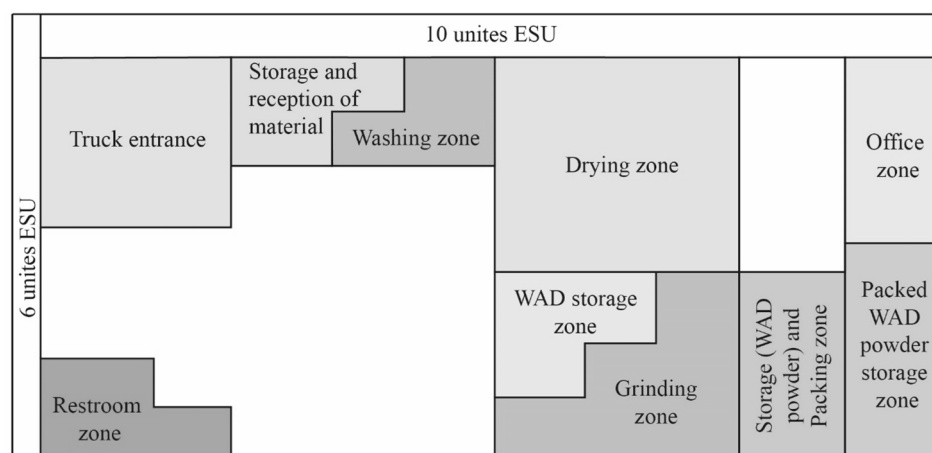 10 unites ESU
6 unites ESU
Truck entrance
Storage and
reception of
material
Washing zone
Drying zone
Office
zone
WAD storage
zone
Grinding
zone
Storage (WAD
powder) and
Packing zone
Packed
WAD
powder
storage
zone
Restroom
zone